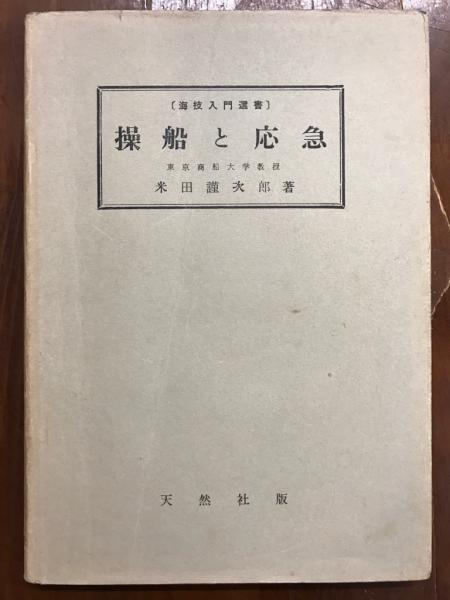 〔海技入門選書〕
操船と応急
東京商船大学教授
米田謹次郎著
天然社版